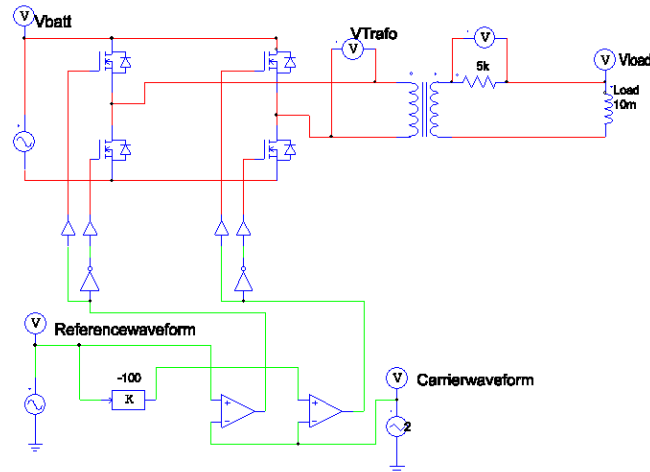 V
Vbatt
VTrafo
V
V
V
Vload
5k
Load
10m
V
Referencewaveform
-100
K
V
Carrierwaveform
2